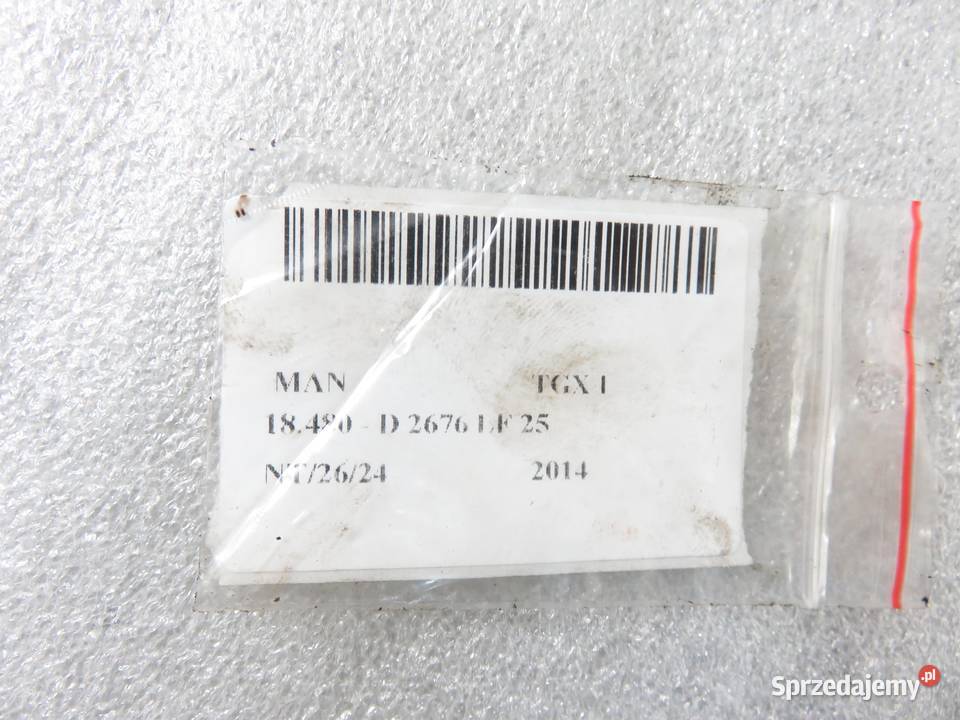 MAN TGX I
18.480 - D 2676 LF 25
NT/26/24 2014
Sprzedajemy.pl